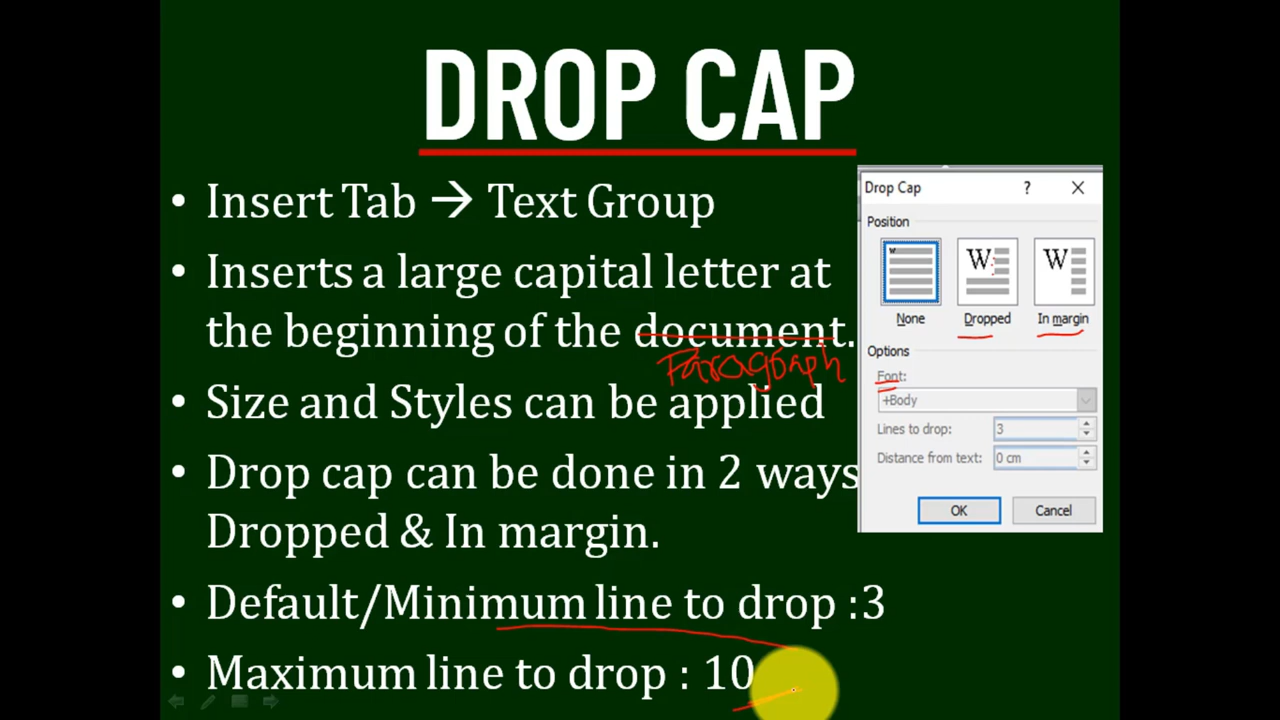 DROP CAP
• Insert Tab → Text Group
• Inserts a large capital letter at
the beginning of the document.
Paragraph
• Size and Styles can be applied
• Drop cap can be done in 2 ways
Dropped & In margin.
• Default/Minimum line to drop :3
• Maximum line to drop : 10
Drop Cap ? ×
Position
W W W
None Dropped In margin
Options
Font:
+Body
Lines to drop: 3
Distance from text: 0 cm
OK Cancel